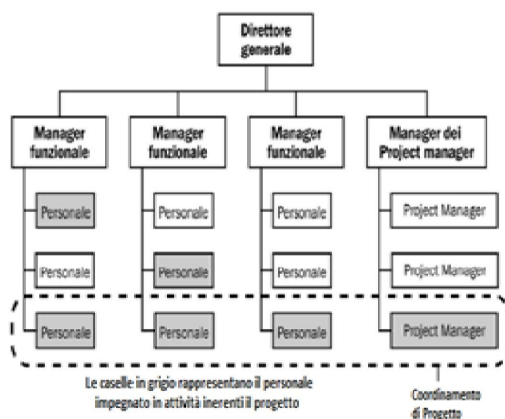 Direttore
generale
Manager
funzionale
Manager
funzionale
Manager
funzionale
Manager dei
Project manager
Personale
Personale
Personale
Project Manager
Personale
Personale
Personale
Project Manager
Personale
Personale
Personale
Project Manager
Le caselle in grigio rappresentano il personale
impegnato in attività inerenti il progetto
Coordinamento
di Progetto